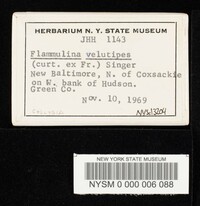 HERBARIUM N. Y. STATE MUSEUM
JHH 1143
Flammulina velutipes
(curt. ex Fr.) Singer
New Baltimore, N. of Coxsackie
on W. bank of Hudson.
Green Co.
Nov. 10, 1969
NEW YORK STATE MUSEUM
NYSM 0 000 006 088